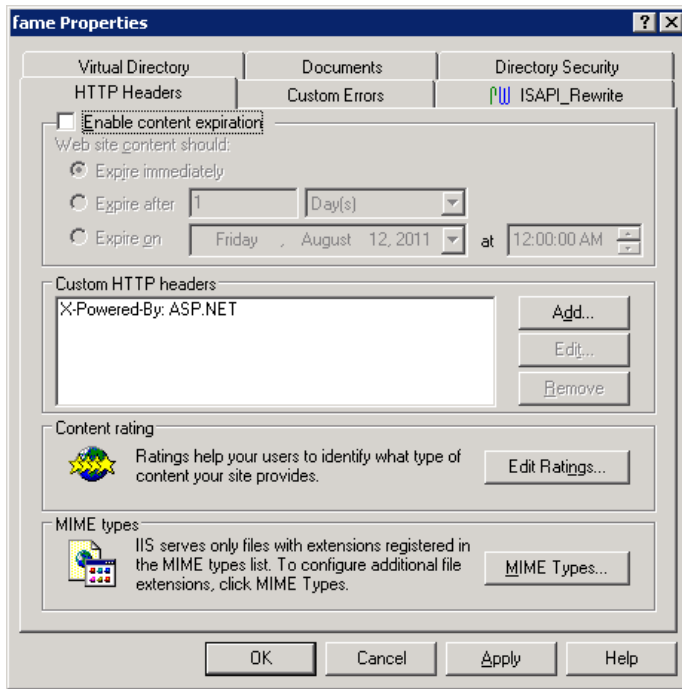 fame Properties
Virtual Directory Documents Directory Security
HTTP Headers Custom Errors ISAPI_Rewrite
Enable content expiration
Web site content should:
Expire immediately
Expire after 1 Day(s)
Expire on Friday , August 12, 2011 at 12:00:00 AM
Custom HTTP headers
X-Powered-By: ASP.NET
Add...
Edit...
Remove
Content rating
Ratings help your users to identify what type of
content your site provides.
Edit Ratings...
MIME types
IIS serves only files with extensions registered in
the MIME types list. To configure additional file
extensions, click MIME Types.
MIME Types...
OK Cancel Apply Help